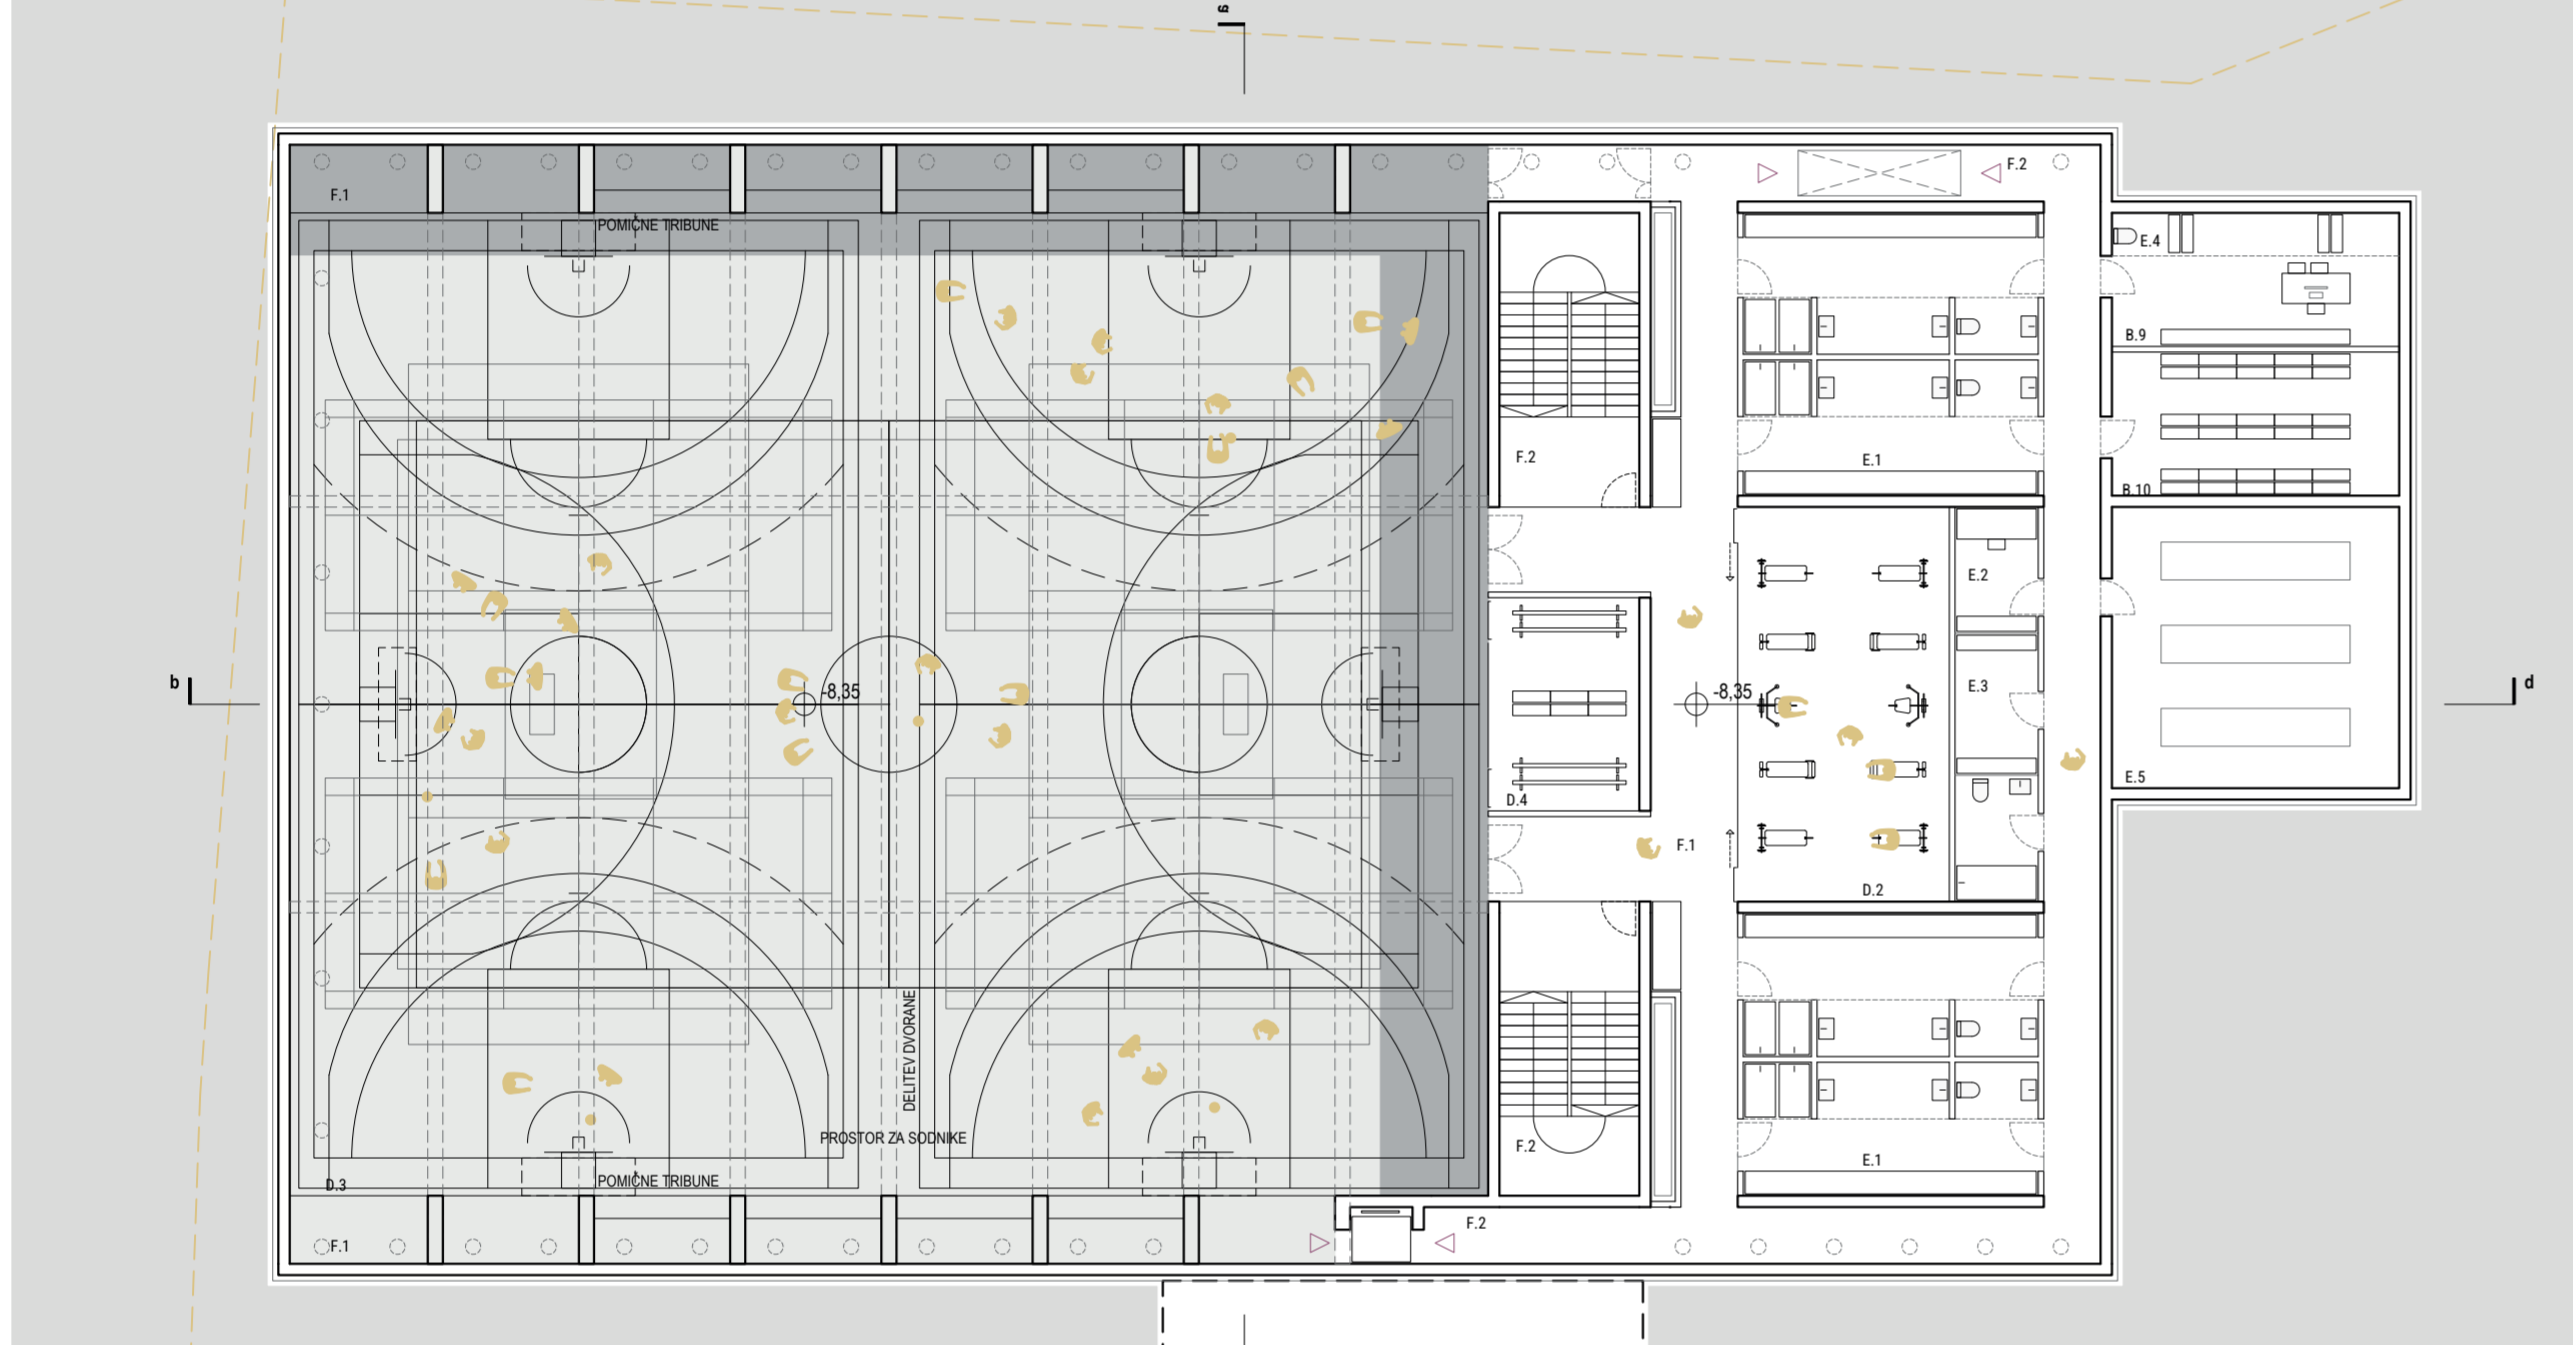 a
F.1
POMIČNE TRIBUNE
F.2
E.4
B.9
F.2
E.1
B.10
E.2
b
-8,35
-8,35
E.3
d
D.4
E.5
F.1
D.2
DELITEV DVORANE
PROSTOR ZA SODNIKE
F.2
E.1
D.3
POMIČNE TRIBUNE
F.1
F.2